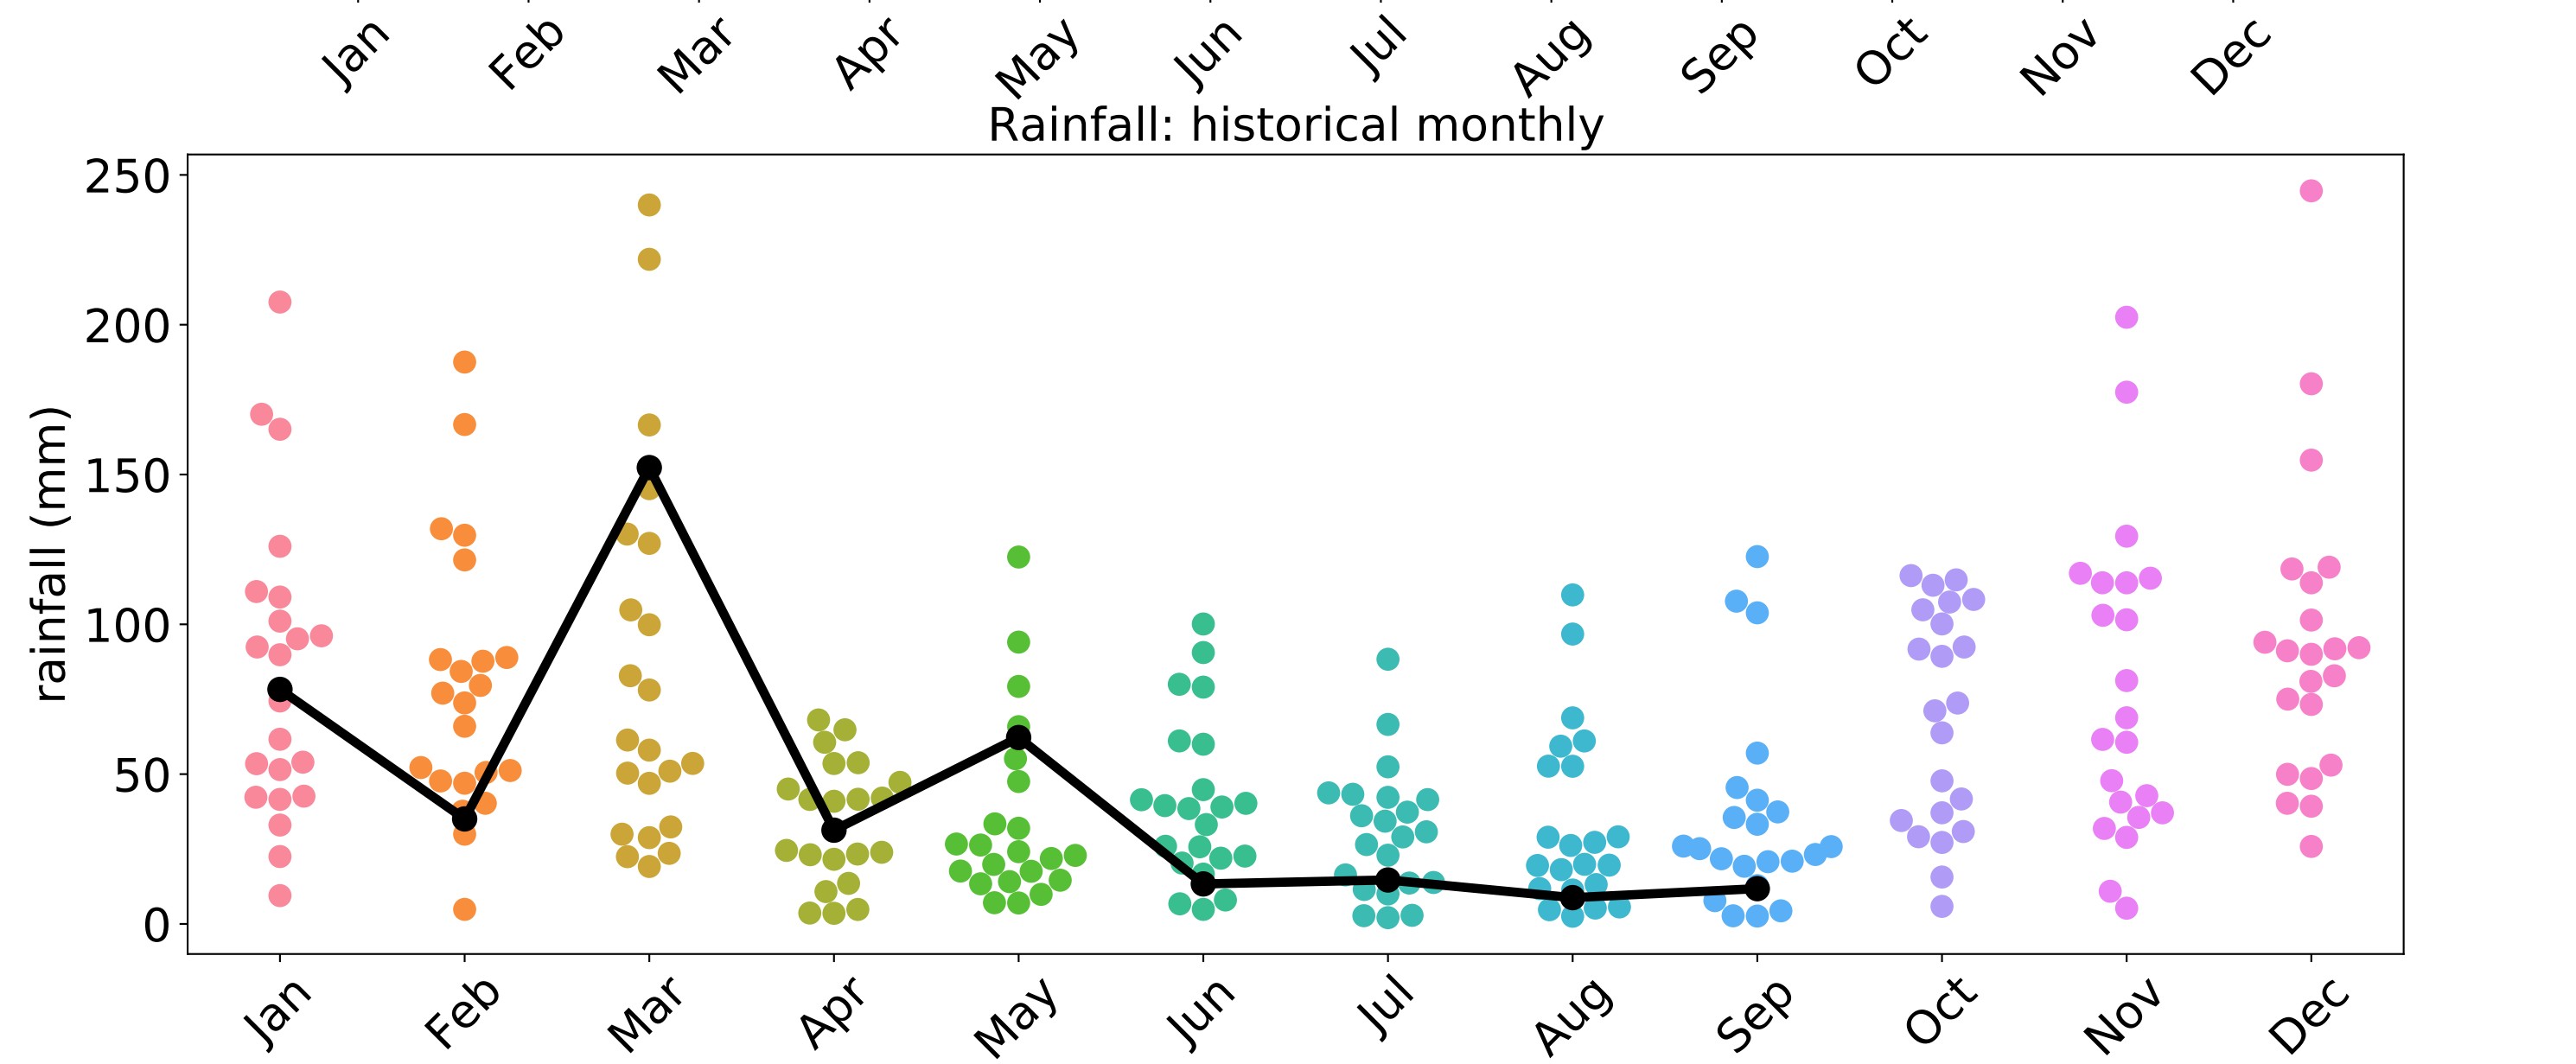 Jan Feb Mar Apr May Jun Jul Aug Sep Oct Nov Dec
Rainfall: historical monthly
250
200
150
100
50
0
rainfall (mm)
Jan Feb Mar Apr May Jun Jul Aug Sep Oct Nov Dec